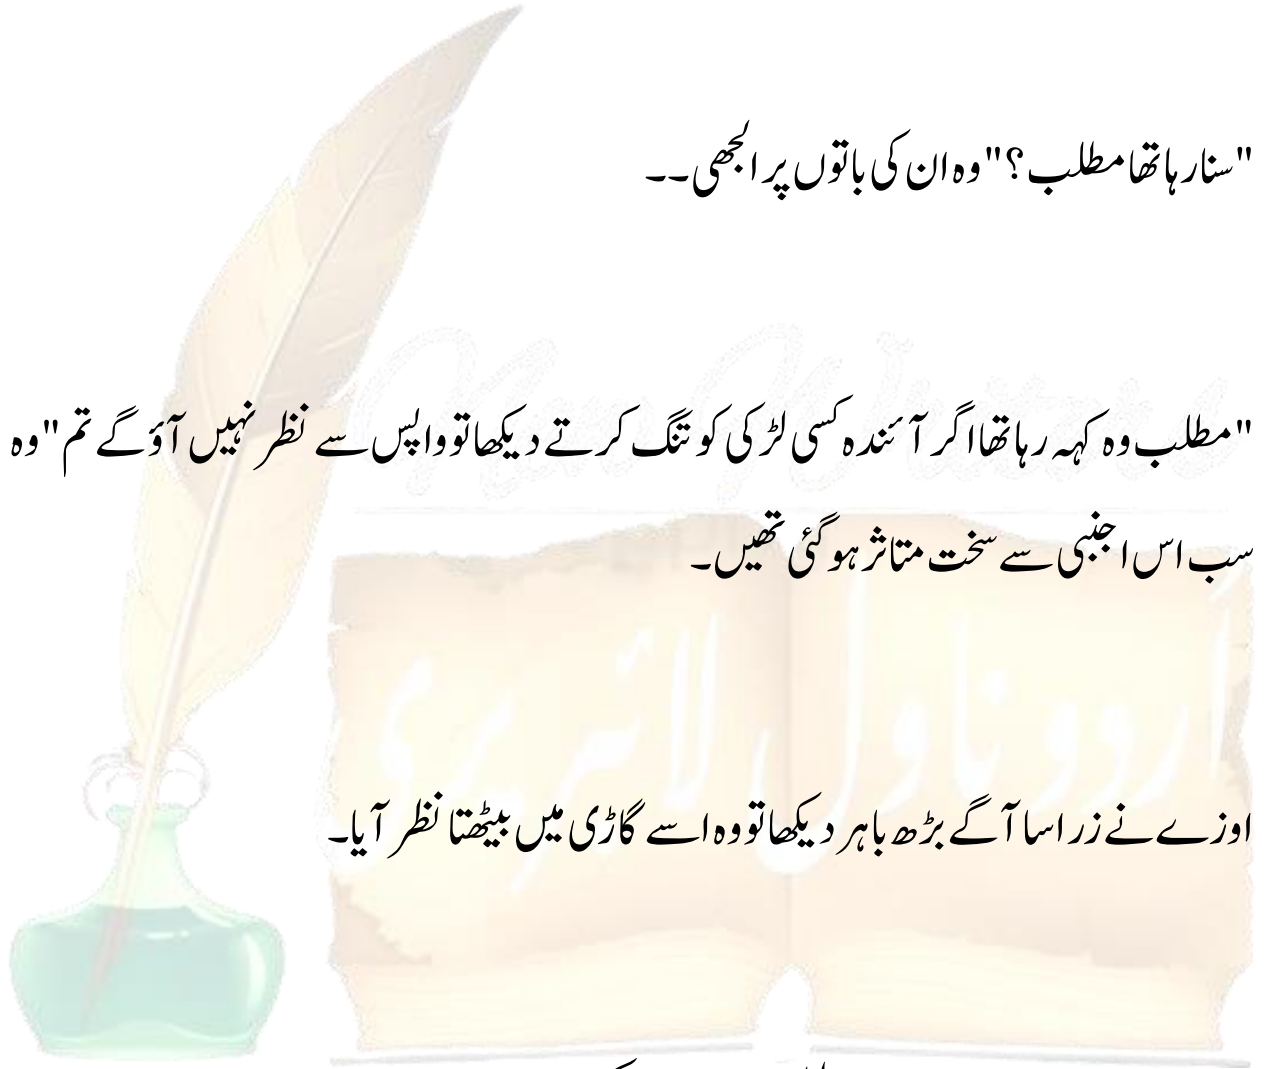 "سنا رہا تھا مطلب؟" وہ ان کی باتوں پر الجھی۔۔
"مطلب وہ کہہ رہا تھا اگر آئندہ کسی لڑکی کو تنگ کرتے دیکھا تو واپس سے نظر نہیں آؤ گے تم" وہ
سب اس اجنبی سے سخت متاثر ہو گئی تھیں۔
اردو ناول لائبریری
اوزے نے زرا سا آگے بڑھ باہر دیکھا تو وہ اسے گاڑی میں بیٹھتا نظر آیا۔